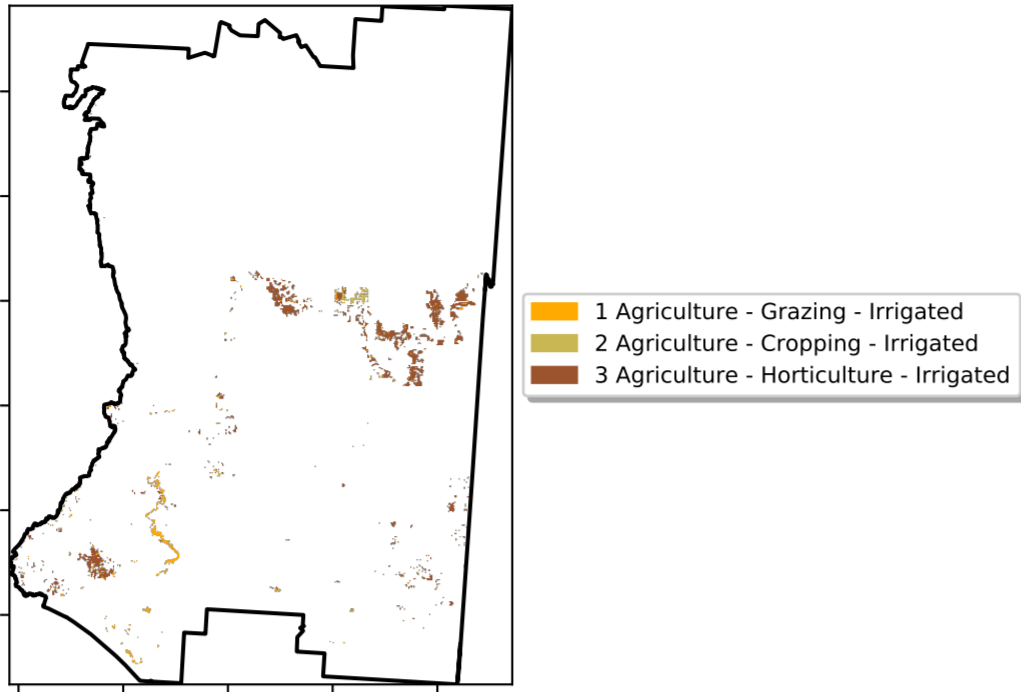 1 Agriculture - Grazing - Irrigated
2 Agriculture - Cropping - Irrigated
3 Agriculture - Horticulture - Irrigated